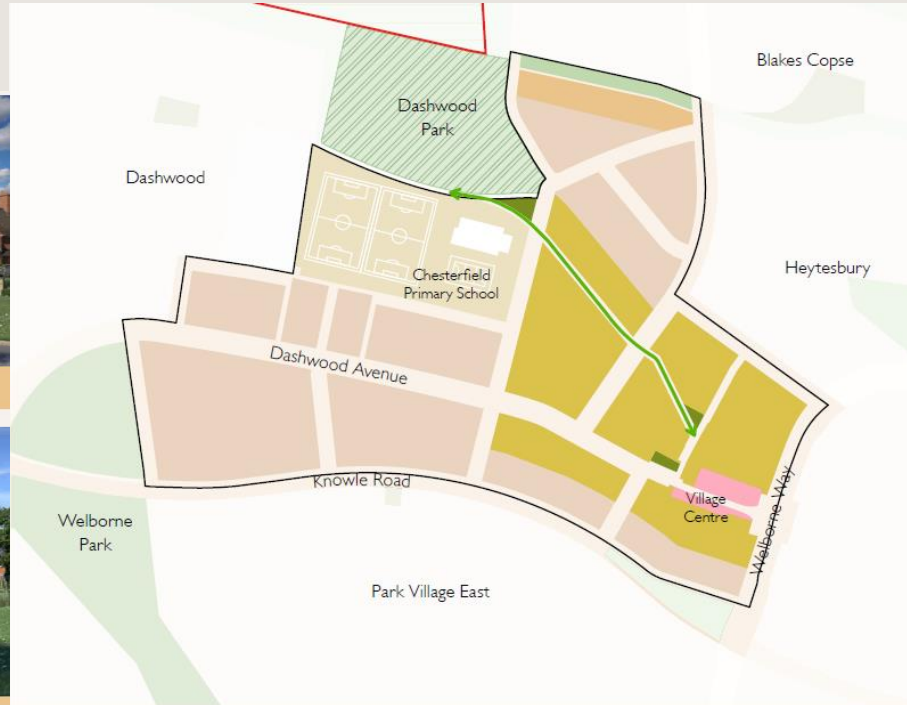 Blakes Copse
Dashwood
Park
Dashwood
Heytesbury
Chesterfield
Primary School
Dashwood Avenue
Knowle Road
Village
Centre
Welborne Way
Welborne
Park
Park Village East